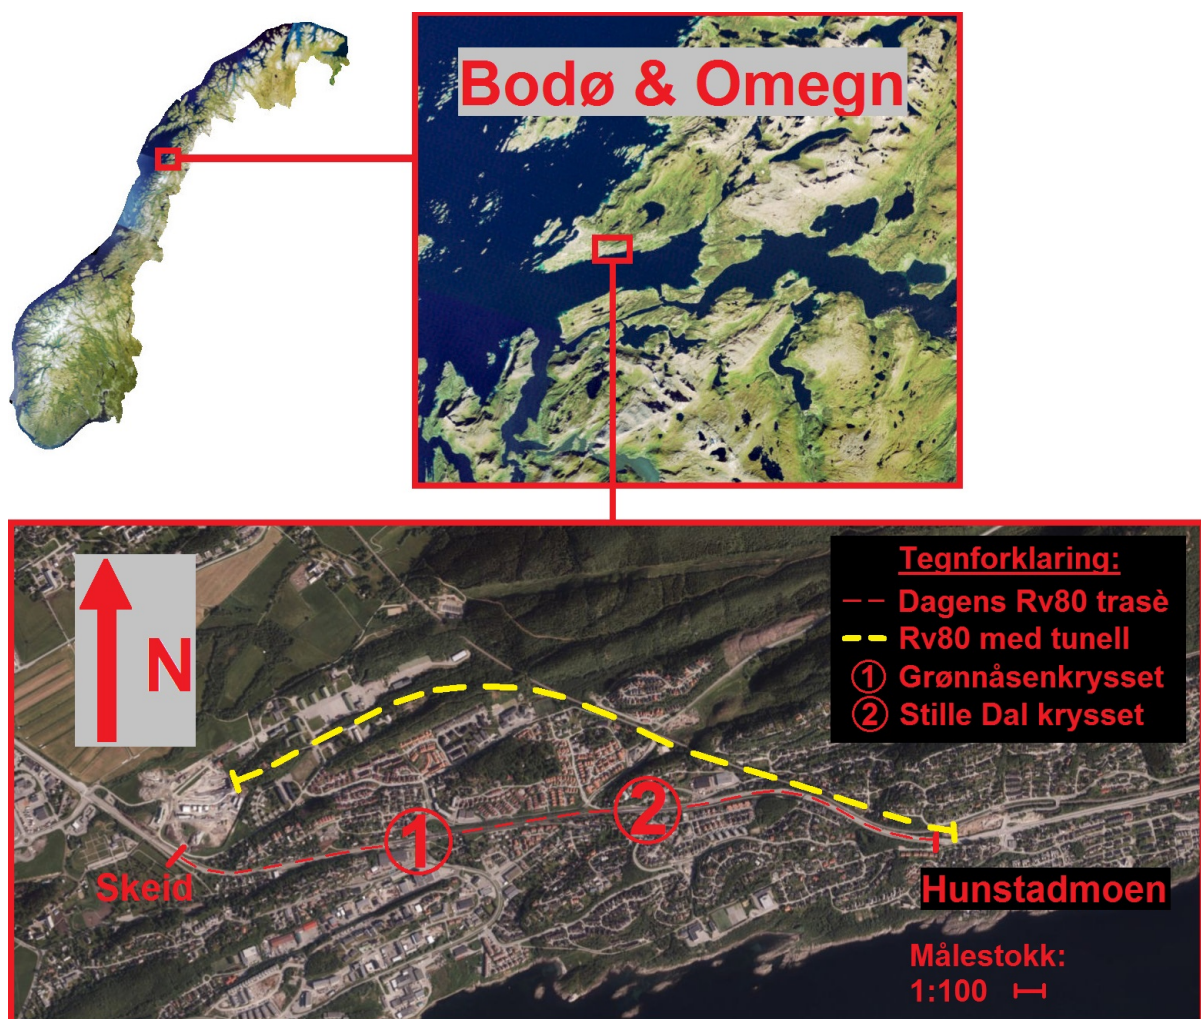 Bodø & Omegn
N
Tegnforklaring:
Dagens Rv80 trasè
Rv80 med tunell
1 Grønnåsenkrysset
2 Stille Dal krysset
1
2
Skeid
Hunstadmoen
Målestokk:
1:100